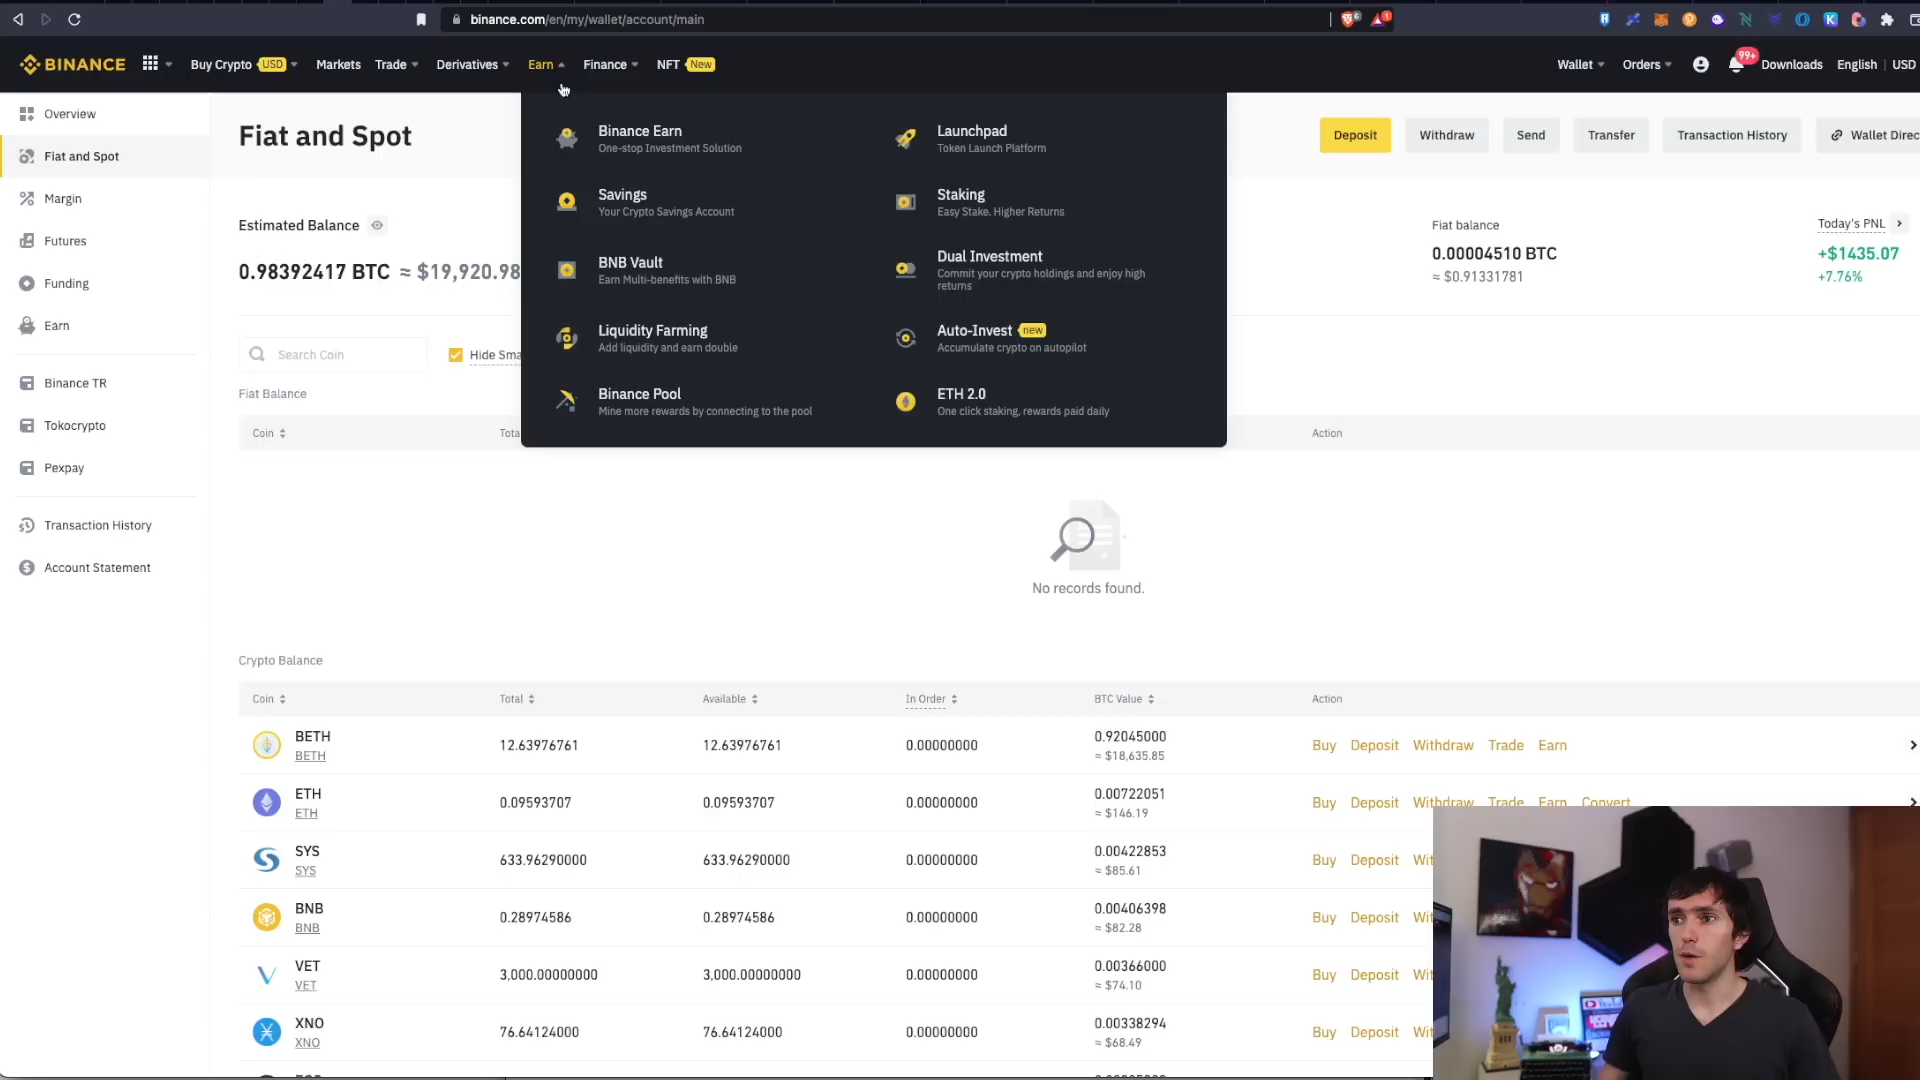 binance.com/en/my/wallet/account/main
BINANCE
Buy Crypto USD
Markets
Trade
Derivatives
Earn
Finance
NFT New
Wallet
Orders
99+
Downloads
English | USD
Overview
Fiat and Spot
Margin
Futures
Funding
Earn
Binance TR
Tokocrypto
Pexpay
Transaction History
Account Statement
Fiat and Spot
Deposit
Withdraw
Send
Transfer
Transaction History
Wallet Direc
Binance Earn
One-stop Investment Solution
Launchpad
Token Launch Platform
Savings
Your Crypto Savings Account
Staking
Easy Stake. Higher Returns
BNB Vault
Earn Multi-benefits with BNB
Dual Investment
Commit your crypto holdings and enjoy high
returns
Liquidity Farming
Add liquidity and earn double
Auto-Invest new
Accumulate crypto on autopilot
Binance Pool
Mine more rewards by connecting to the pool
ETH 2.0
One click staking, rewards paid daily
Estimated Balance
0.98392417 BTC ≈ $19,920.98
Fiat balance
0.00004510 BTC
≈ $0.91331781
Today's PNL
+$1435.07
+7.76%
Search Coin
Hide Sma
Fiat Balance
Coin
Tota
Action
No records found.
Crypto Balance
Coin Total Available In Order BTC Value Action
BETH
BETH
12.63976761 12.63976761 0.00000000
0.92045000
≈ $18,635.85
Buy Deposit Withdraw Trade Earn
ETH
ETH
0.09593707 0.09593707 0.00000000
0.00722051
≈ $146.19
Buy Deposit Withdraw Trade Earn Convert
SYS
SYS
633.96290000 633.96290000 0.00000000
0.00422853
≈ $85.61
Buy Deposit Wit
BNB
BNB
0.28974586 0.28974586 0.00000000
0.00406398
≈ $82.28
Buy Deposit Wit
VET
VET
3,000.00000000 3,000.00000000 0.00000000
0.00366000
≈ $74.10
Buy Deposit Wit
XNO
XNO
76.64124000 76.64124000 0.00000000
0.00338294
≈ $68.49
Buy Deposit Wit